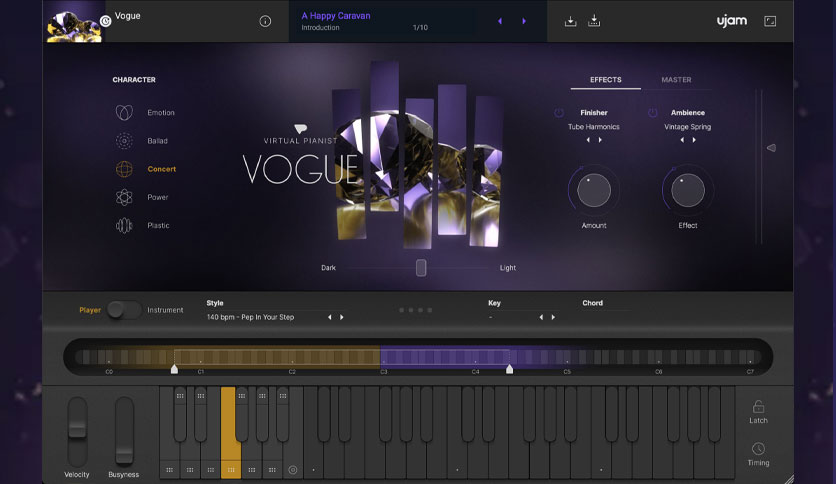 Vogue
A Happy Caravan
Introduction
1/10
ujam
CHARACTER
Emotion
Ballad
Concert
Power
Plastic
VIRTUAL PIANIST
VOGUE
Dark
Light
EFFECTS
MASTER
Finisher
Ambience
Tube Harmonics
Vintage Spring
Amount
Effect
Player
Instrument
Style
140 bpm - Pep In Your Step
Key
-
Chord
C0
C1
C2
C3
C4
C5
C6
C7
Velocity
Busyness
Latch
Timing